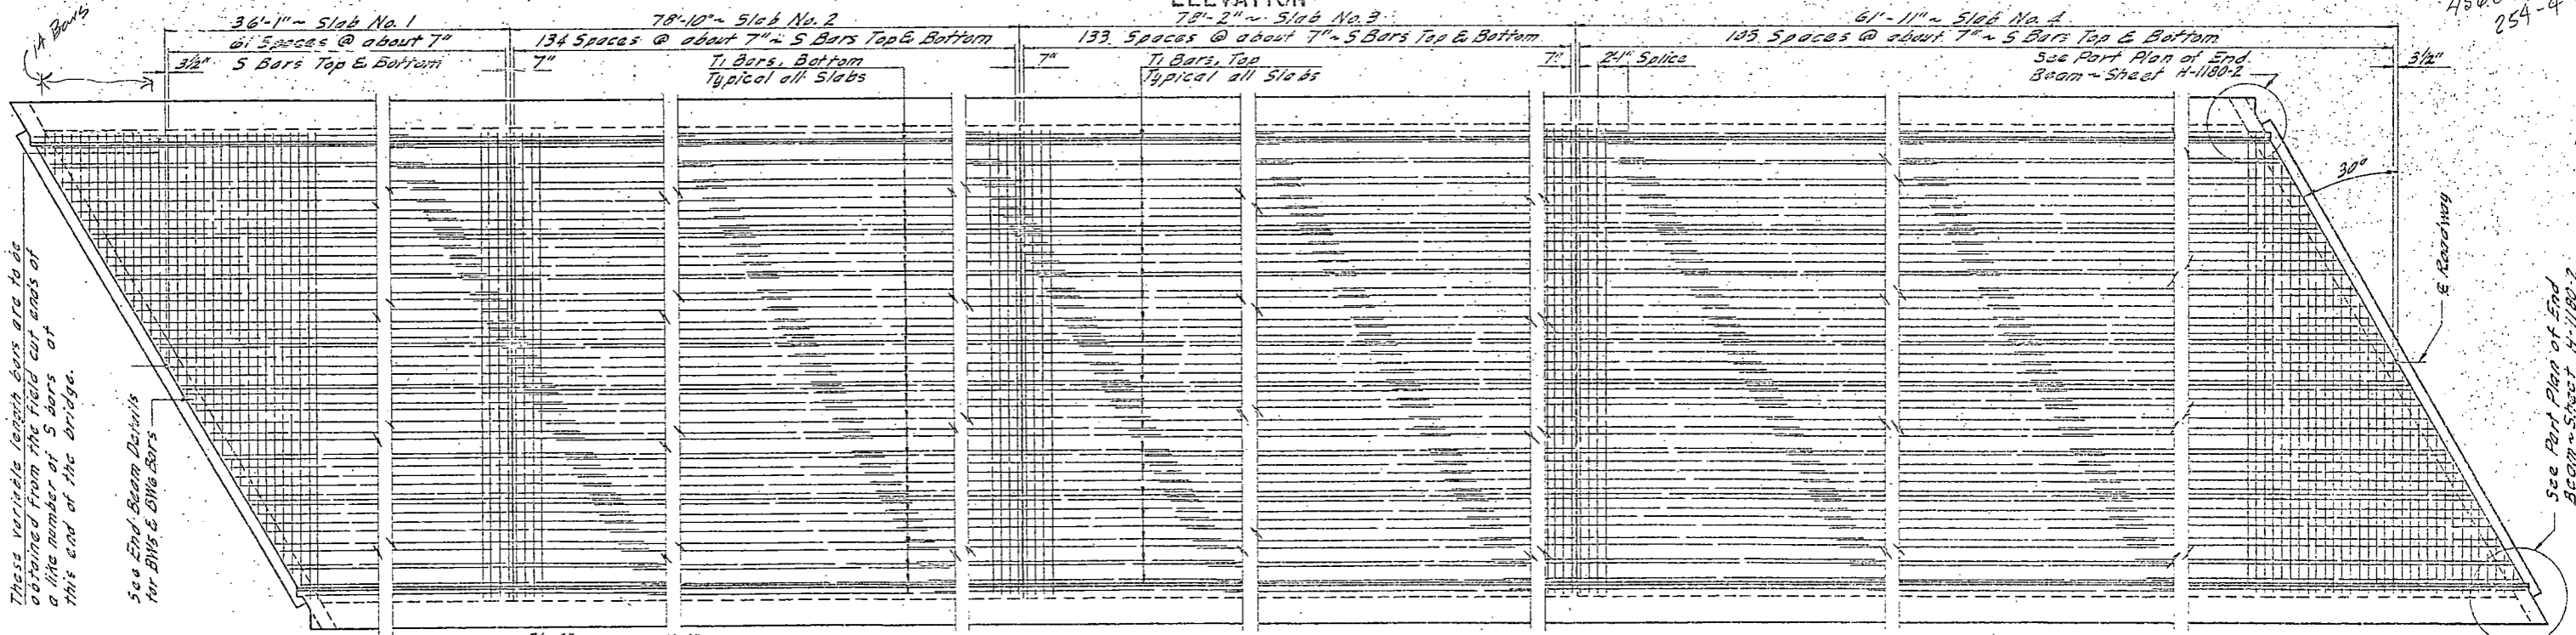 ELEVATION
14 Bars
254-4
36'-1" ~ Slab No. 1
78'-10" ~ Slab No. 2
78'-2" ~ Slab No. 3
61'-11" ~ Slab No. 4
61 Spaces @ about 7"
134 Spaces @ about 7" ~ S Bars Top & Bottom
133 Spaces @ about 7" ~ S Bars Top & Bottom
105 Spaces @ about 7" ~ S Bars Top & Bottom
3½"
S Bars Top & Bottom
7"
T1 Bars, Bottom
Typical all Slabs
7"
T1 Bars, Top
Typical all Slabs
7"
2'-1" Splice
See Part Plan of End
Beam ~ Sheet H-1180-2
3½"
30°
℄ Roadway
These variable length bars are to be
obtained from the field cut ends of
a like number of S bars at
this end of the bridge.
See End Beam Details
for BW5 & BW6 Bars
See Part Plan of End
Beam ~ Sheet H-1180-2